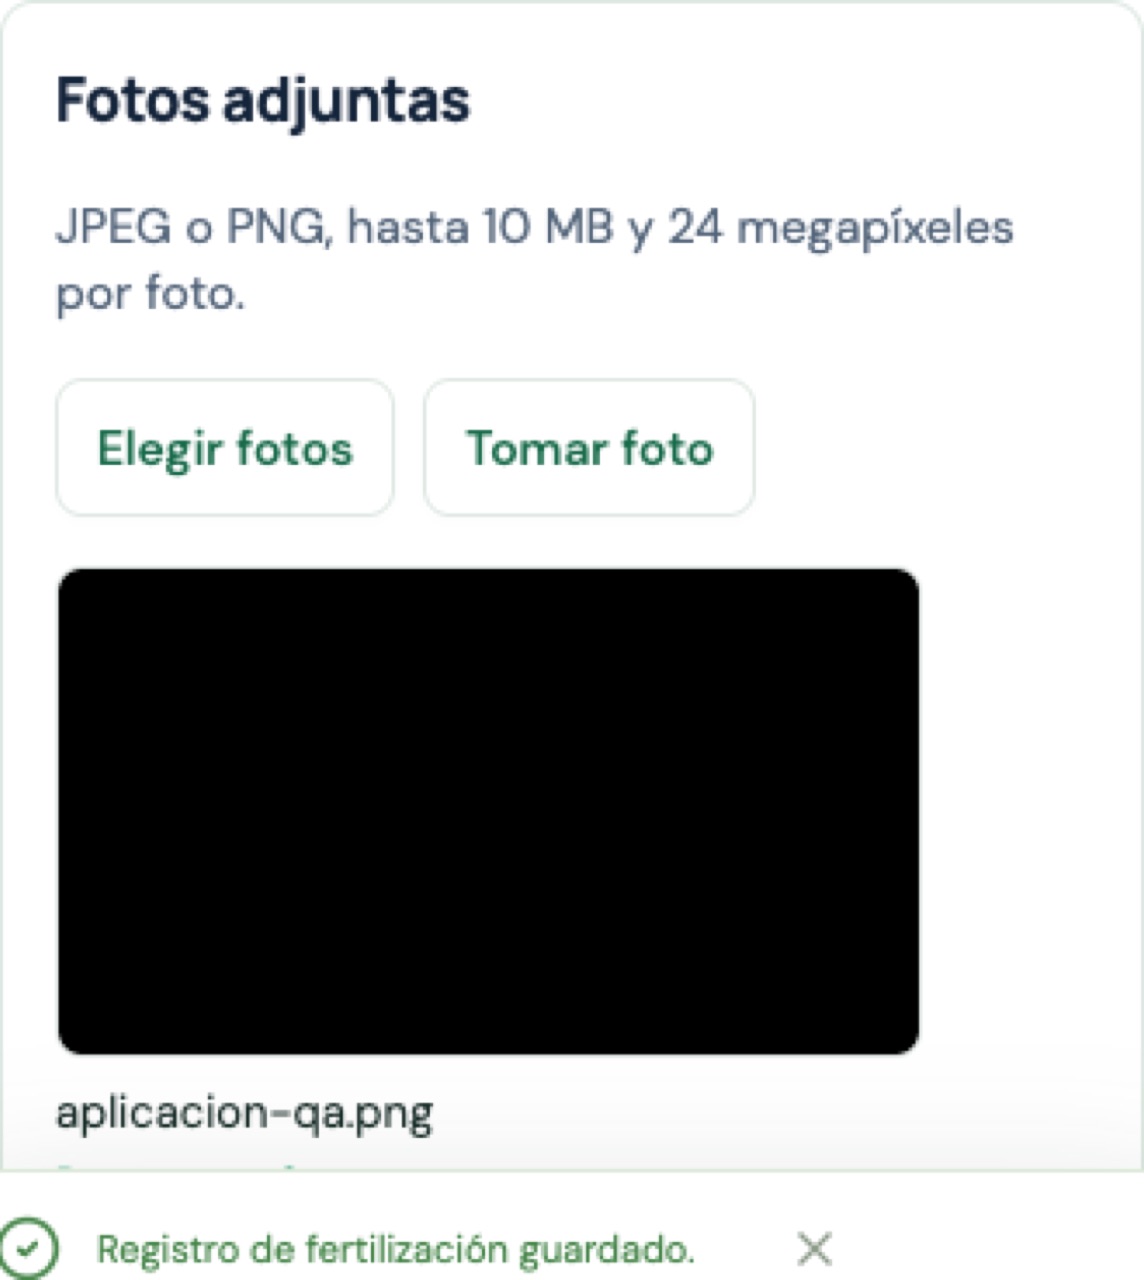 Fotos adjuntas
JPEG o PNG, hasta 10 MB y 24 megapíxeles
por foto.
Elegir fotos
Tomar foto
aplicacion-qa.png
Registro de fertilización guardado.